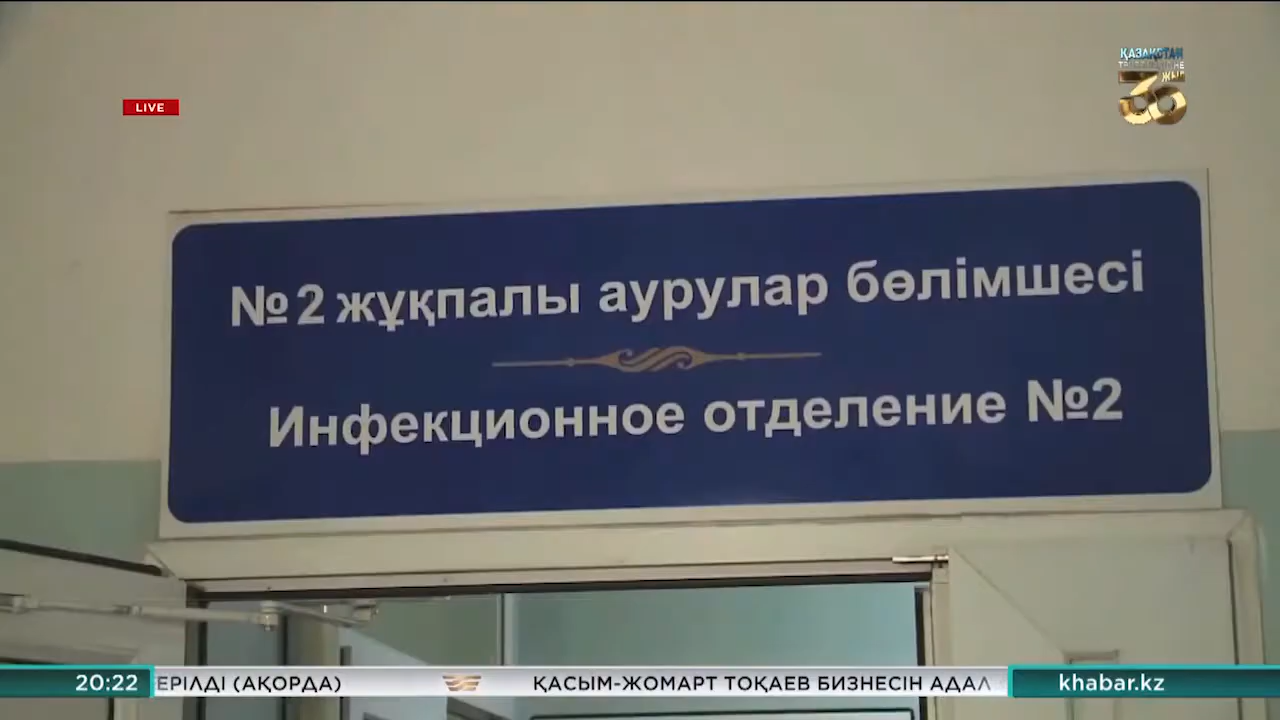 ҚАЗАҚСТАН
ЖЫЛ
LIVE
№2 жұқпалы аурулар бөлімшесі
Инфекционное отделение №2
20:22
ЕРІЛДІ (АҚОРДА)
ҚАСЫМ-ЖОМАРТ ТОҚАЕВ БИЗНЕСІН АДАЛ
khabar.kz